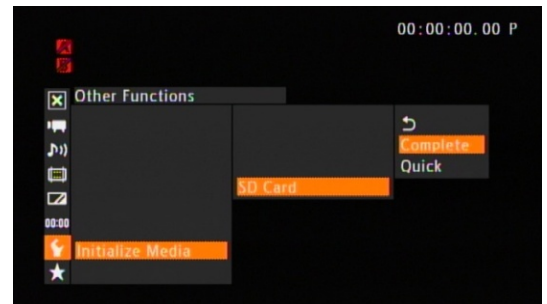 00:00:00.00 P
A
B
Other Functions
Complete
Quick
SD Card
00:00
Initialize Media